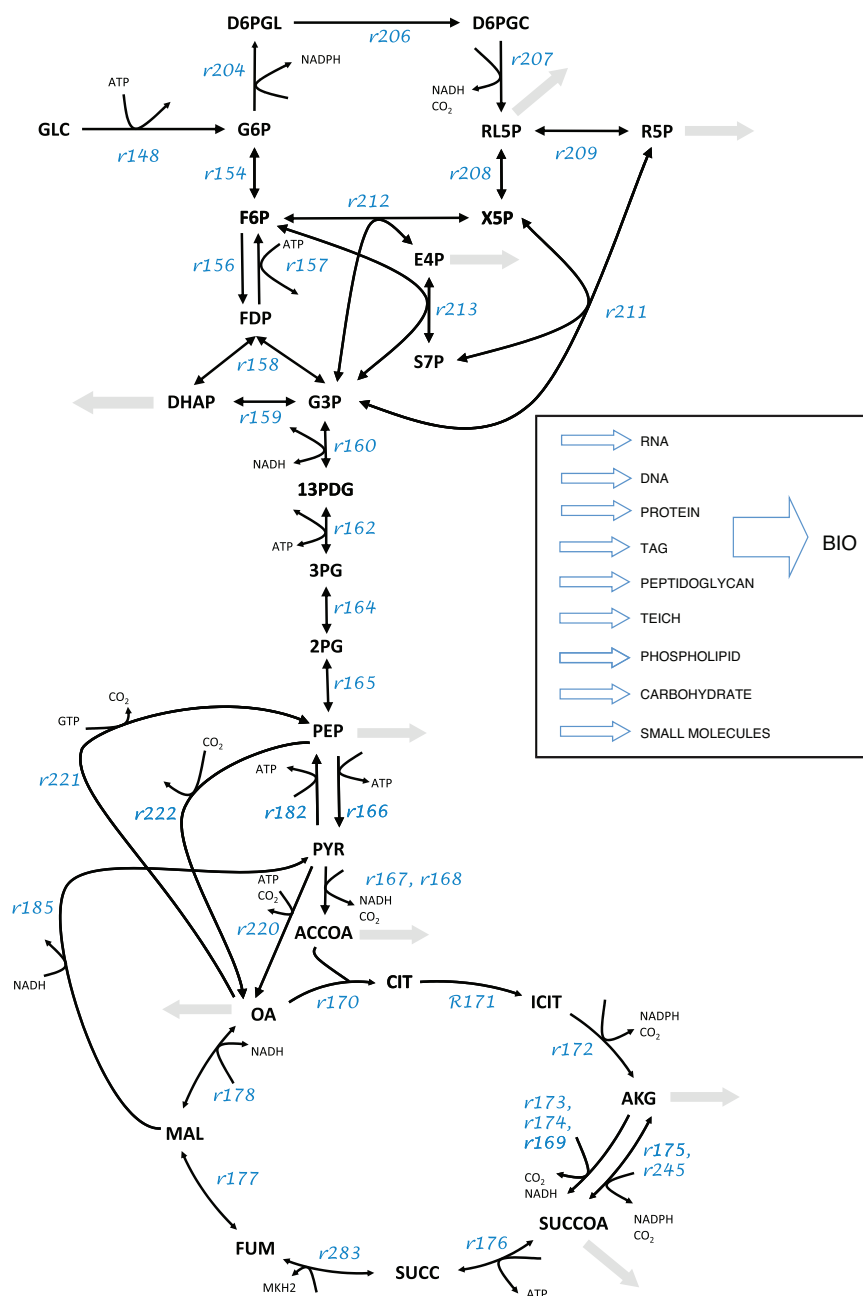 D6PGL
r206
D6PGC
r204
NADPH
r207
ATP
NADH
CO2
GLC
r148
G6P
RL5P
r209
R5P
r154
r208
r212
F6P
X5P
ATP
E4P
r156
r157
r213
r211
FDP
S7P
r158
DHAP
r159
G3P
r160
NADH
13PDG
ATP
r162
3PG
r164
2PG
r165
RNA
DNA
PROTEIN
TAG
PEPTIDOGLYCAN
TEICH
PHOSPHOLIPID
CARBOHYDRATE
SMALL MOLECULES
BIO
CO2
GTP
PEP
CO2
r221
r222
ATP
r182
ATP
r166
PYR
r185
ATP
CO2
r167, r168
NADH
CO2
r220
ACCOA
NADH
OA
r170
CIT
R171
ICIT
NADPH
CO2
r172
NADH
r178
AKG
MAL
r173,
r174,
r169
r175,
r245
r177
CO2
NADH
SUCCOA
NADPH
CO2
FUM
r283
MKH2
SUCC
r176
ATP